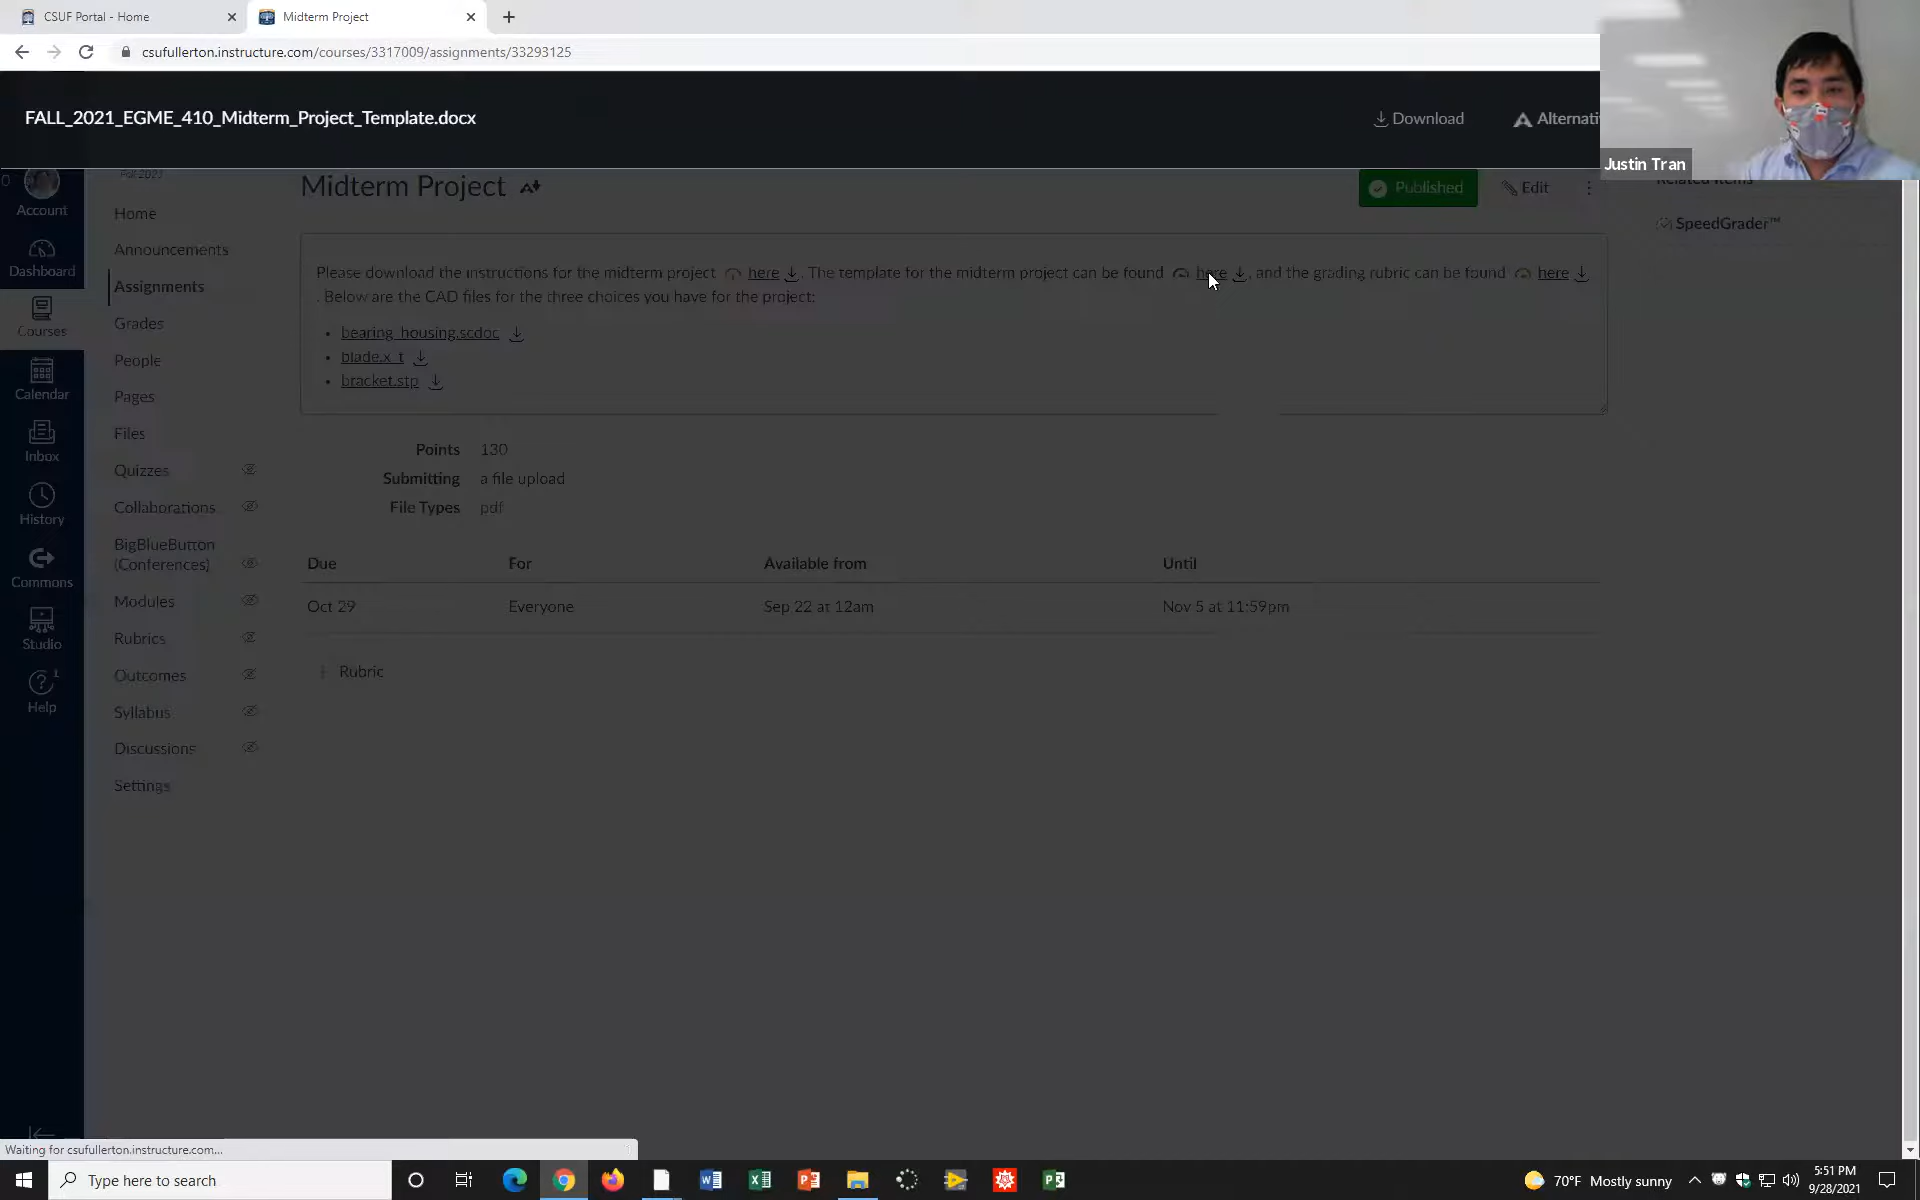 CSUF Portal - Home
Midterm Project
csufullerton.instructure.com/courses/3317009/assignments/33293125
FALL_2021_EGME_410_Midterm_Project_Template.docx
Download
Alternati
Justin Tran
Fall 2021
Midterm Project
Published
Edit
Related Items
SpeedGrader™
0
Account
Dashboard
Courses
Calendar
Inbox
History
Commons
Studio
1
Help
Home
Announcements
Assignments
Grades
People
Pages
Files
Quizzes
Collaborations
BigBlueButton
(Conferences)
Modules
Rubrics
Outcomes
Syllabus
Discussions
Settings
Please download the instructions for the midterm project here . The template for the midterm project can be found here , and the grading rubric can be found here
. Below are the CAD files for the three choices you have for the project:
• bearing_housing.scdoc
• blade.x_t
• bracket.stp
Points 130
Submitting a file upload
File Types pdf
Due For Available from Until
Oct 29 Everyone Sep 22 at 12am Nov 5 at 11:59pm
Rubric
Waiting for csufullerton.instructure.com...
Type here to search
70°F Mostly sunny
5:51 PM
9/28/2021